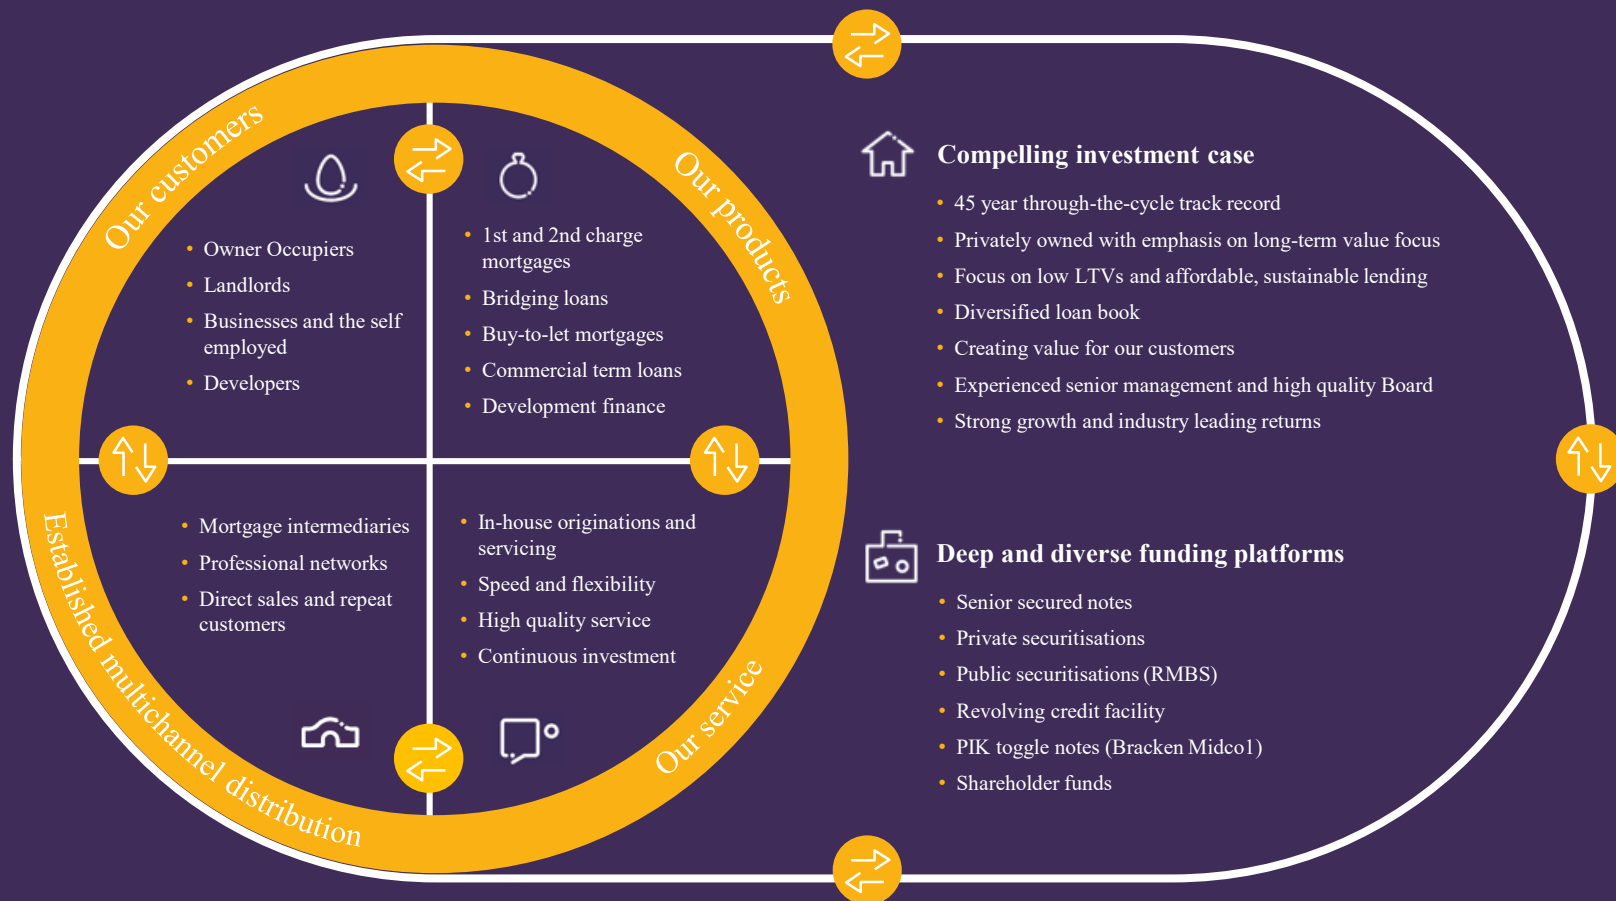 Our customers
• Owner Occupiers
• Landlords
• Businesses and the self
employed
• Developers
Our products
• 1st and 2nd charge
mortgages
• Bridging loans
• Buy-to-let mortgages
• Commercial term loans
• Development finance
Established multichannel distribution
• Mortgage intermediaries
• Professional networks
• Direct sales and repeat
customers
Our service
• In-house originations and
servicing
• Speed and flexibility
• High quality service
• Continuous investment
Compelling investment case
• 45 year through-the-cycle track record
• Privately owned with emphasis on long-term value focus
• Focus on low LTVs and affordable, sustainable lending
• Diversified loan book
• Creating value for our customers
• Experienced senior management and high quality Board
• Strong growth and industry leading returns
Deep and diverse funding platforms
• Senior secured notes
• Private securitisations
• Public securitisations (RMBS)
• Revolving credit facility
• PIK toggle notes (Bracken Midco1)
• Shareholder funds